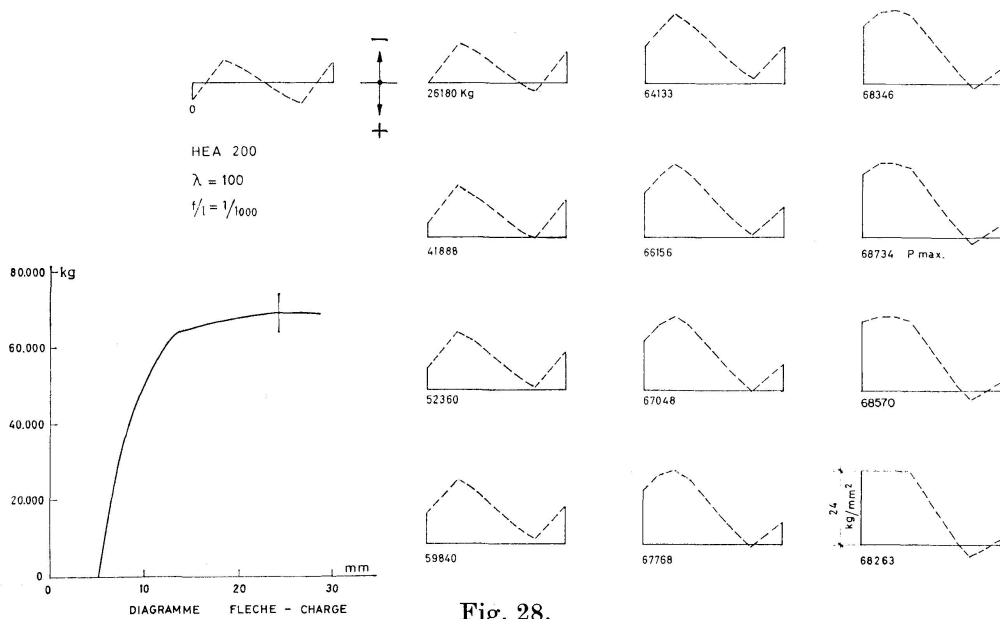 −
+
0
HEA 200
λ = 100
f/l = 1/1000
26180 Kg
64133
68346
41888
66156
68734 P max.
52360
67048
68570
59840
67768
24 kg/mm²
68263
80.000 kg
60.000
40.000
20.000
0
0 10 20 30 mm
DIAGRAMME FLECHE - CHARGE
Fig. 28.